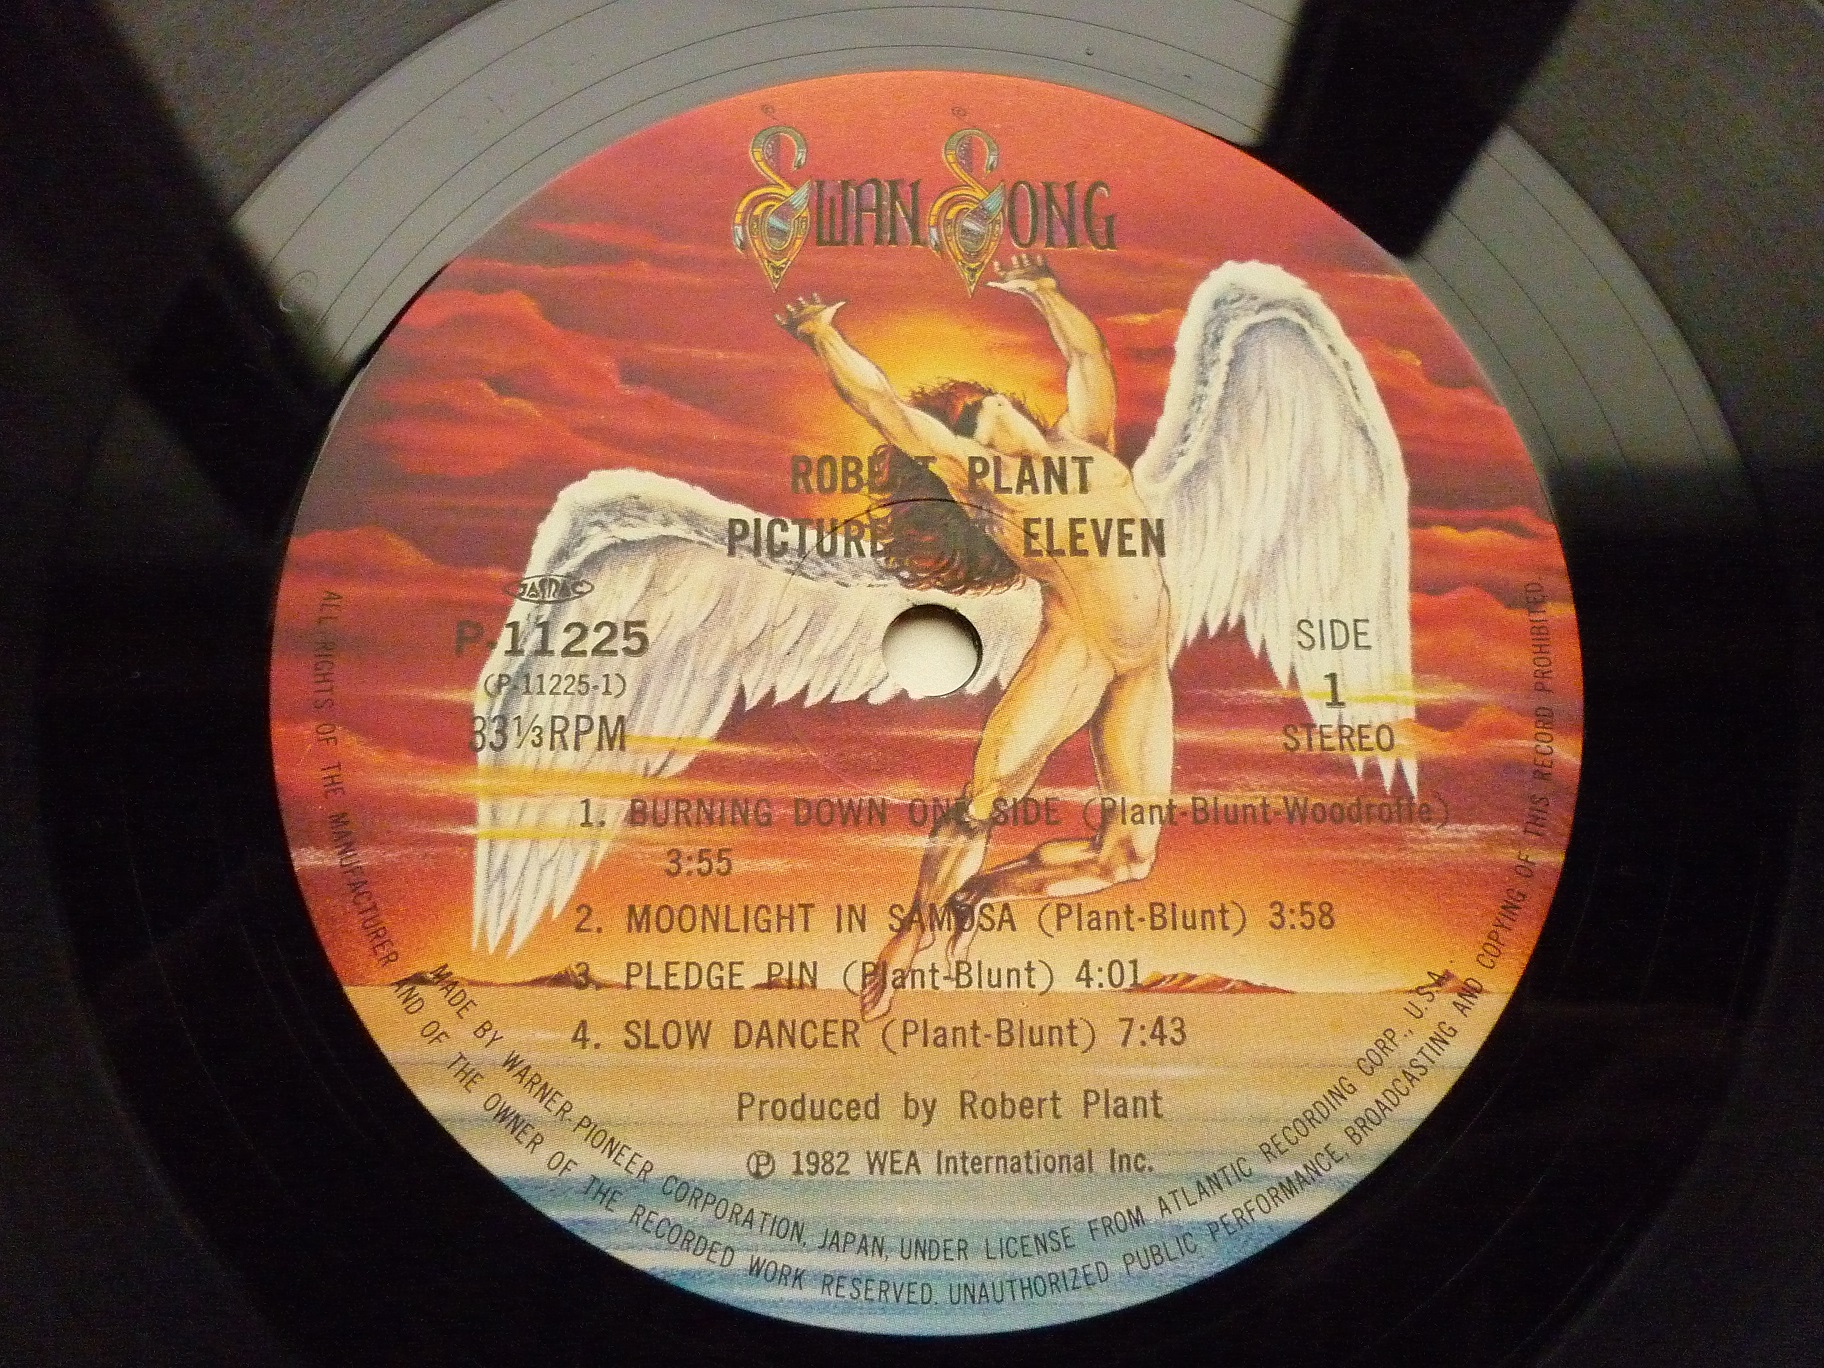 SWAN SONG
ROBERT PLANT
PICTURES AT ELEVEN
JASRAC
P-11225
(P-11225-1)
33⅓RPM
SIDE
1
STEREO
1. BURNING DOWN ONE SIDE (Plant-Blunt-Woodroffe)
3:55
2. MOONLIGHT IN SAMOSA (Plant-Blunt) 3:58
3. PLEDGE PIN (Plant-Blunt) 4:01
4. SLOW DANCER (Plant-Blunt) 7:43
Produced by Robert Plant
Ⓟ 1982 WEA International Inc.
MADE BY WARNER-PIONEER CORPORATION, JAPAN, UNDER LICENSE FROM ATLANTIC RECORDING CORP., U.S.A.
ALL RIGHTS OF THE MANUFACTURER AND OF THE OWNER OF THE RECORDED WORK RESERVED. UNAUTHORIZED PUBLIC PERFORMANCE, BROADCASTING AND COPYING OF THIS RECORD PROHIBITED.